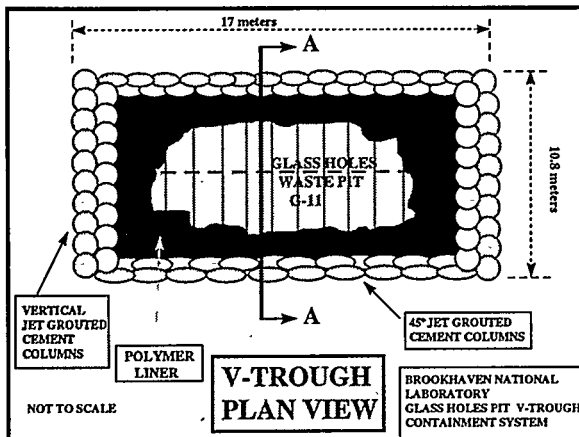 17 meters
A
10.8 meters
GLASS HOLES
WASTE PIT
G-11
A
VERTICAL
JET GROUTED
CEMENT
COLUMNS
POLYMER
LINER
45° JET GROUTED
CEMENT COLUMNS
V-TROUGH
PLAN VIEW
BROOKHAVEN NATIONAL
LABORATORY
GLASS HOLES PIT V-TROUGH
CONTAINMENT SYSTEM
NOT TO SCALE